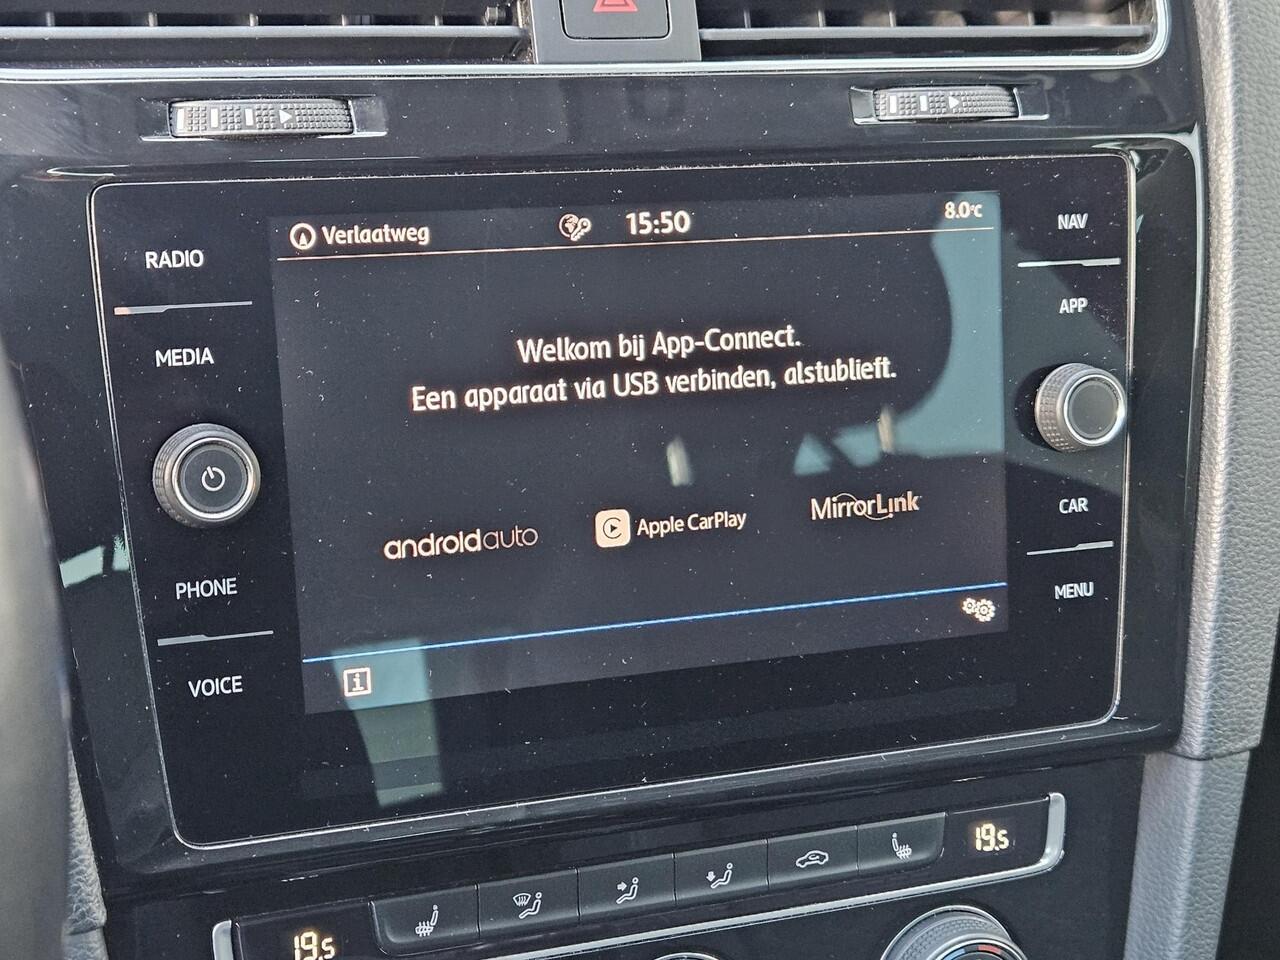 Verlaatweg
15:50
8.0°C
RADIO
MEDIA
PHONE
VOICE
Welkom bij App-Connect.
Een apparaat via USB verbinden, alstublieft.
androidauto
Apple CarPlay
MirrorLink
i
NAV
APP
CAR
MENU
19.5
19.5